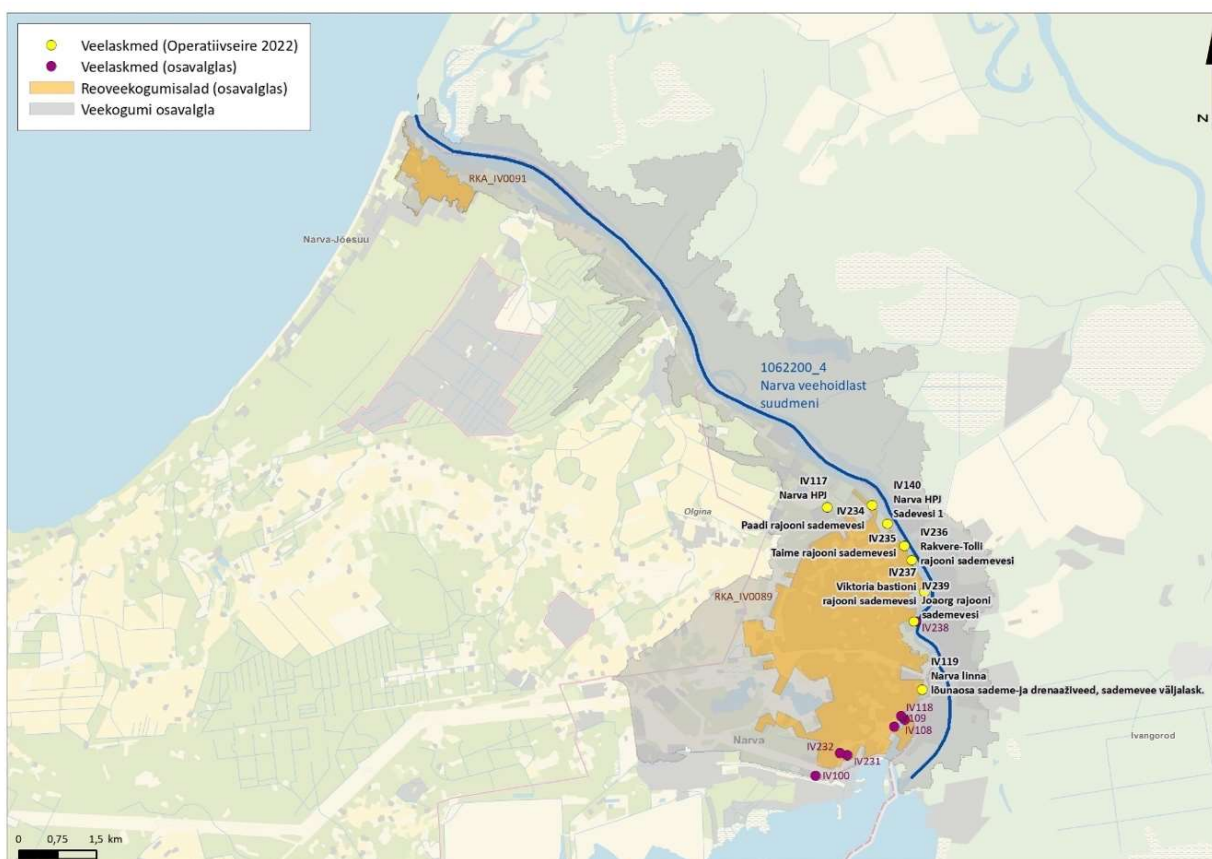 Veelaskmed (Operatiivseire 2022)
Veelaskmed (osavalglas)
Reoveekogumisalad (osavalglas)
Veekogumi osavalgla
N
RKA_IV0091
Narva-Jõesuu
1062200_4
Narva veehoidlast
suudmeni
IV117
Narva HPJ
IV140
Narva HPJ
Sadevesi 1
IV234
Paadi rajooni sademevesi
Olgina
IV235
Taime rajooni sademevesi
IV236
Rakvere-Tolli
rajooni sademevesi
IV237
Viktoria bastioni
rajooni sademevesi
IV239
Joaorg rajooni
sademevesi
RKA_IV0089
IV238
IV119
Narva linna
lõunaosa sademe-ja drenaaživeed, sademevee väljalask.
IV118
109
IV108
Narva
IV232
IV231
IV100
Ivangorod
0 0,75 1,5 km